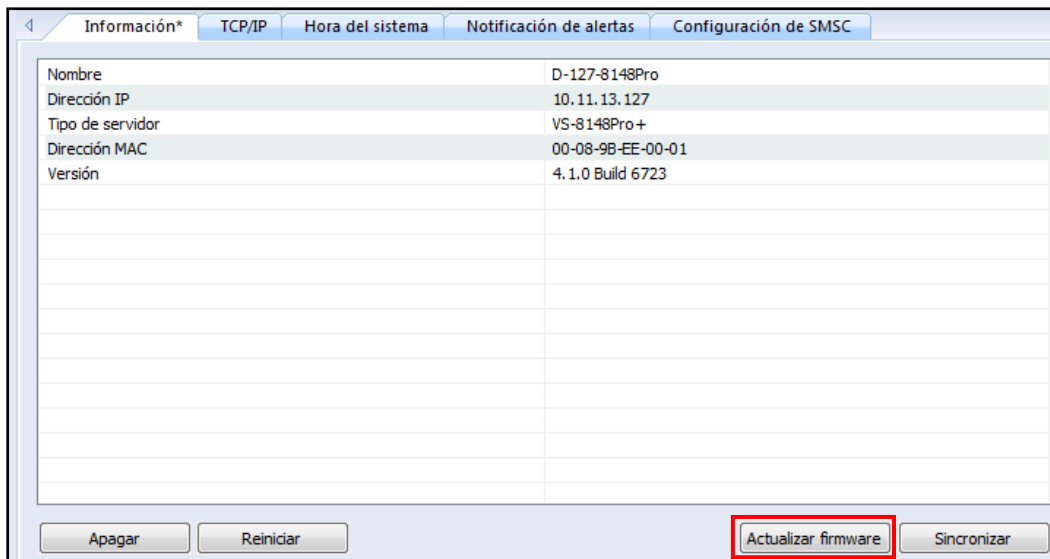 Información* TCP/IP Hora del sistema Notificación de alertas Configuración de SMSC
Nombre D-127-8148Pro
Dirección IP 10.11.13.127
Tipo de servidor VS-8148Pro+
Dirección MAC 00-08-9B-EE-00-01
Versión 4.1.0 Build 6723
Apagar Reiniciar Actualizar firmware Sincronizar